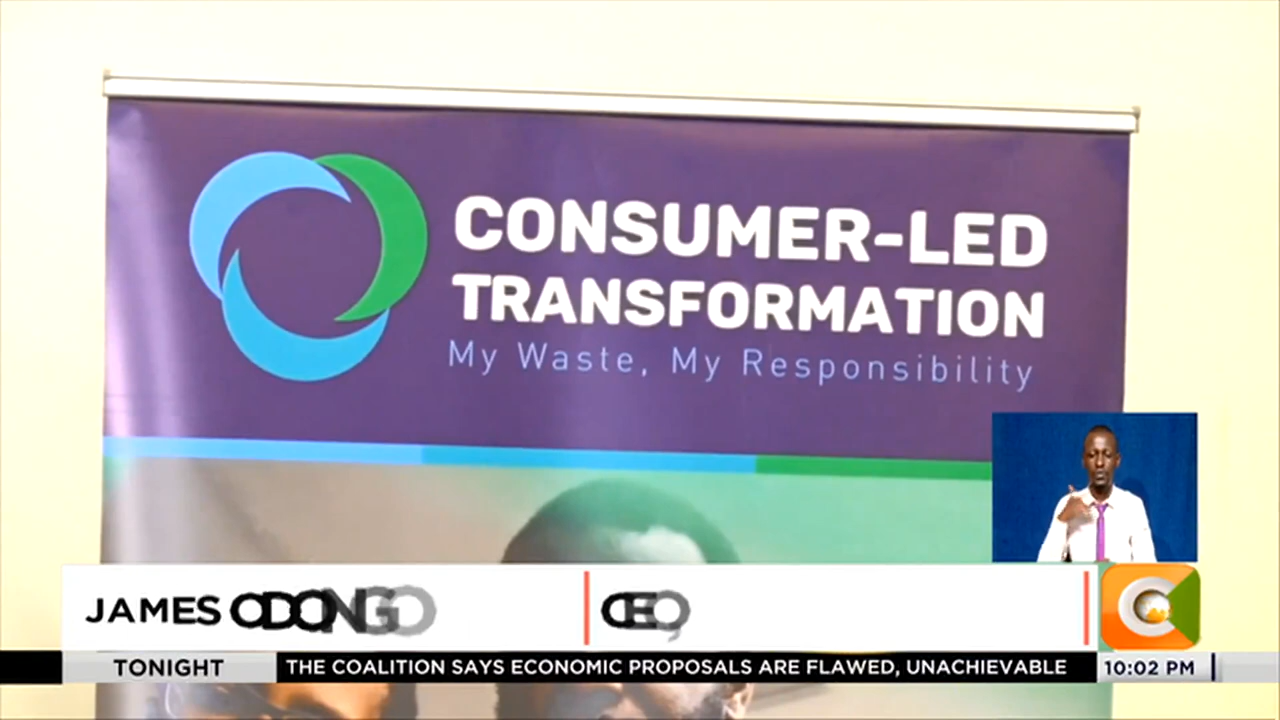 CONSUMER-LED
TRANSFORMATION
My Waste, My Responsibility
JAMES ODONGO
CEO,
TONIGHT
THE COALITION SAYS ECONOMIC PROPOSALS ARE FLAWED, UNACHIEVABLE
10:02 PM